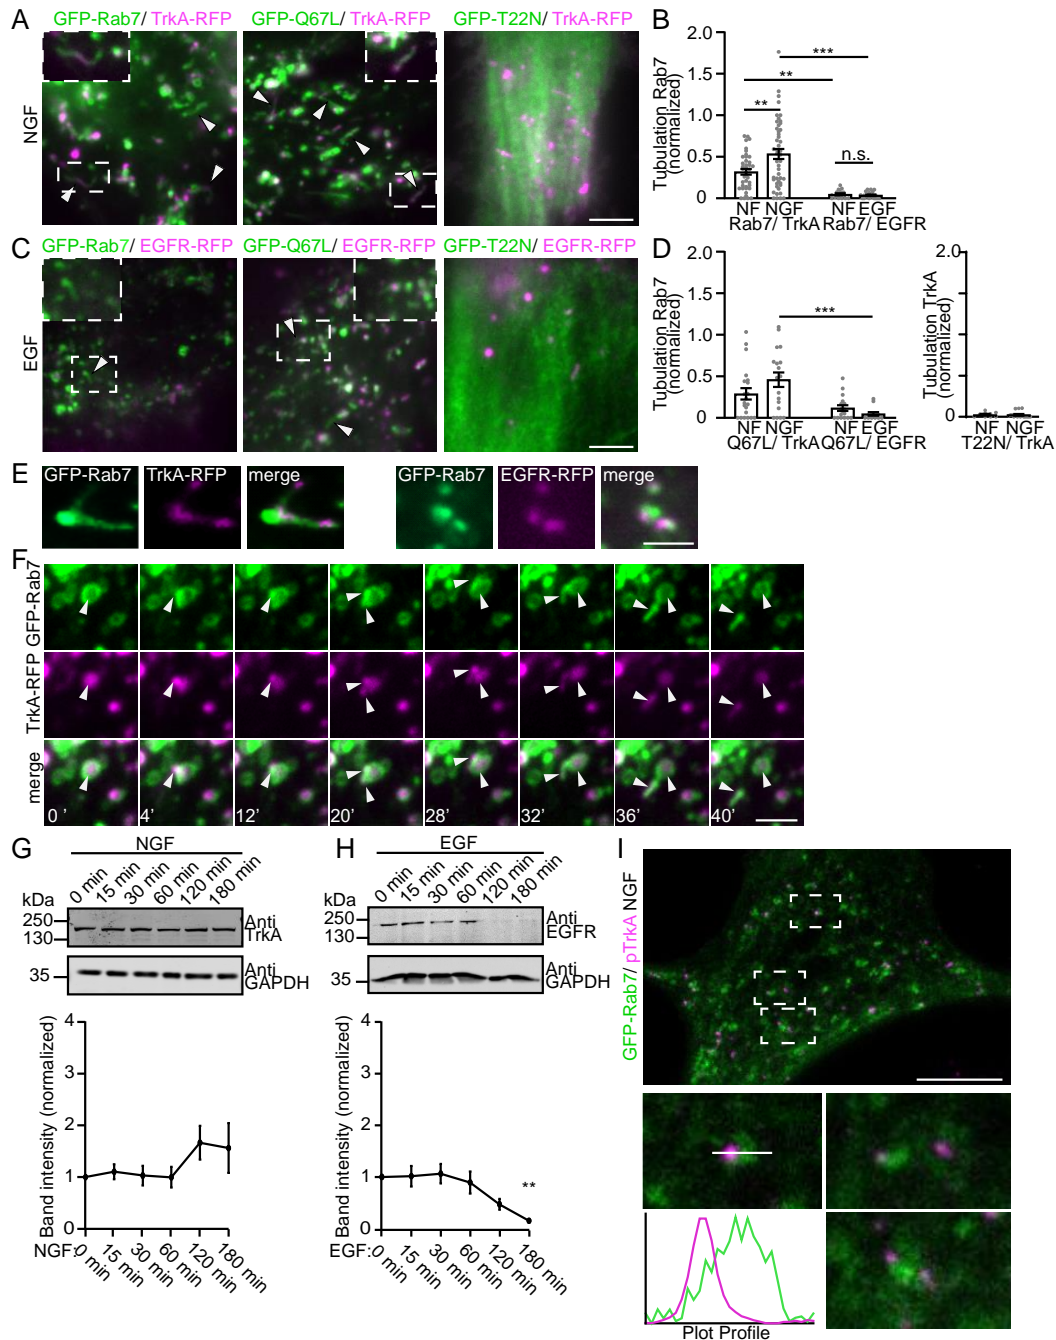 A
GFP-Rab7/ TrkA-RFP
GFP-Q67L/ TrkA-RFP
GFP-T22N/ TrkA-RFP
NGF
B
Tubulation Rab7
(normalized)
2.0
1.5
1.0
0.5
0
***
**
**
n.s.
NF NGF NF EGF
Rab7/ TrkA Rab7/ EGFR
C
GFP-Rab7/ EGFR-RFP
GFP-Q67L/ EGFR-RFP
GFP-T22N/ EGFR-RFP
EGF
D
Tubulation Rab7
(normalized)
2.0
1.5
1.0
0.5
0
***
NF NGF NF EGF
Q67L/ TrkA Q67L/ EGFR
Tubulation TrkA
(normalized)
2.0
0
NF NGF
T22N/ TrkA
E
GFP-Rab7
TrkA-RFP
merge
GFP-Rab7
EGFR-RFP
merge
F
GFP-Rab7
TrkA-RFP
merge
0’ 4’ 12’ 20’ 28’ 32’ 36’ 40’
G
NGF
0 min 15 min 30 min 60 min 120 min 180 min
kDa
250
130
Anti
TrkA
35
Anti
GAPDH
Band intensity (normalized)
4
3
2
1
0
NGF: 0 min 15 min 30 min 60 min 120 min 180 min
H
EGF
0 min 15 min 30 min 60 min 120 min 180 min
kDa
250
130
Anti
EGFR
35
Anti
GAPDH
Band intensity (normalized)
4
3
2
1
0
**
EGF: 0 min 15 min 30 min 60 min 120 min 180 min
I
GFP-Rab7/ pTrkA NGF
Plot Profile